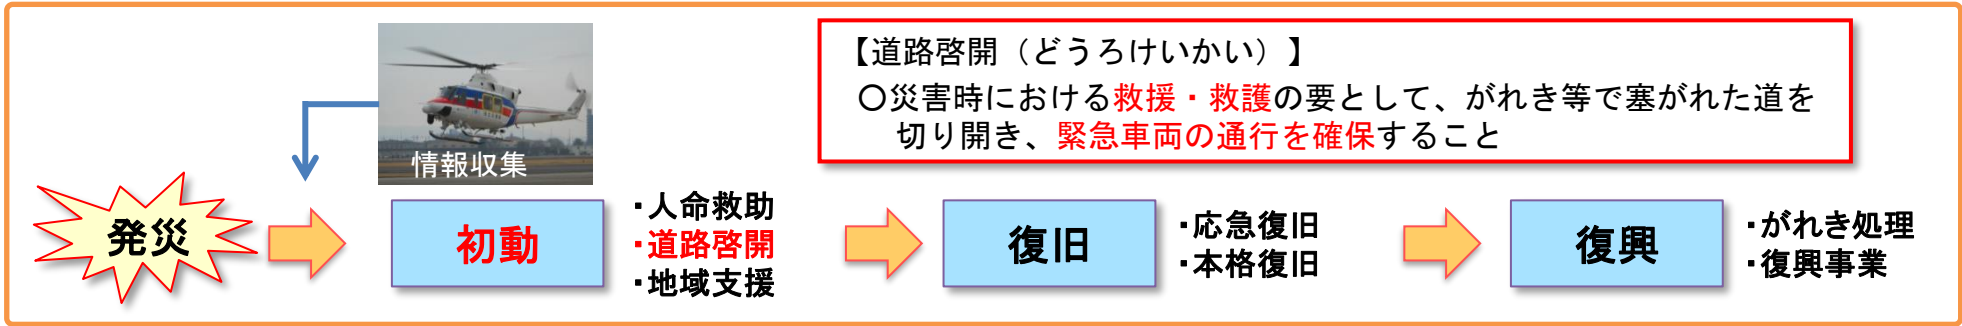 【道路啓開（どうろけいかい）】
〇災害時における救援・救護の要として、がれき等で塞がれた道を
切り開き、緊急車両の通行を確保すること
情報収集
発災
初動
・人命救助
・道路啓開
・地域支援
復旧
・応急復旧
・本格復旧
復興
・がれき処理
・復興事業